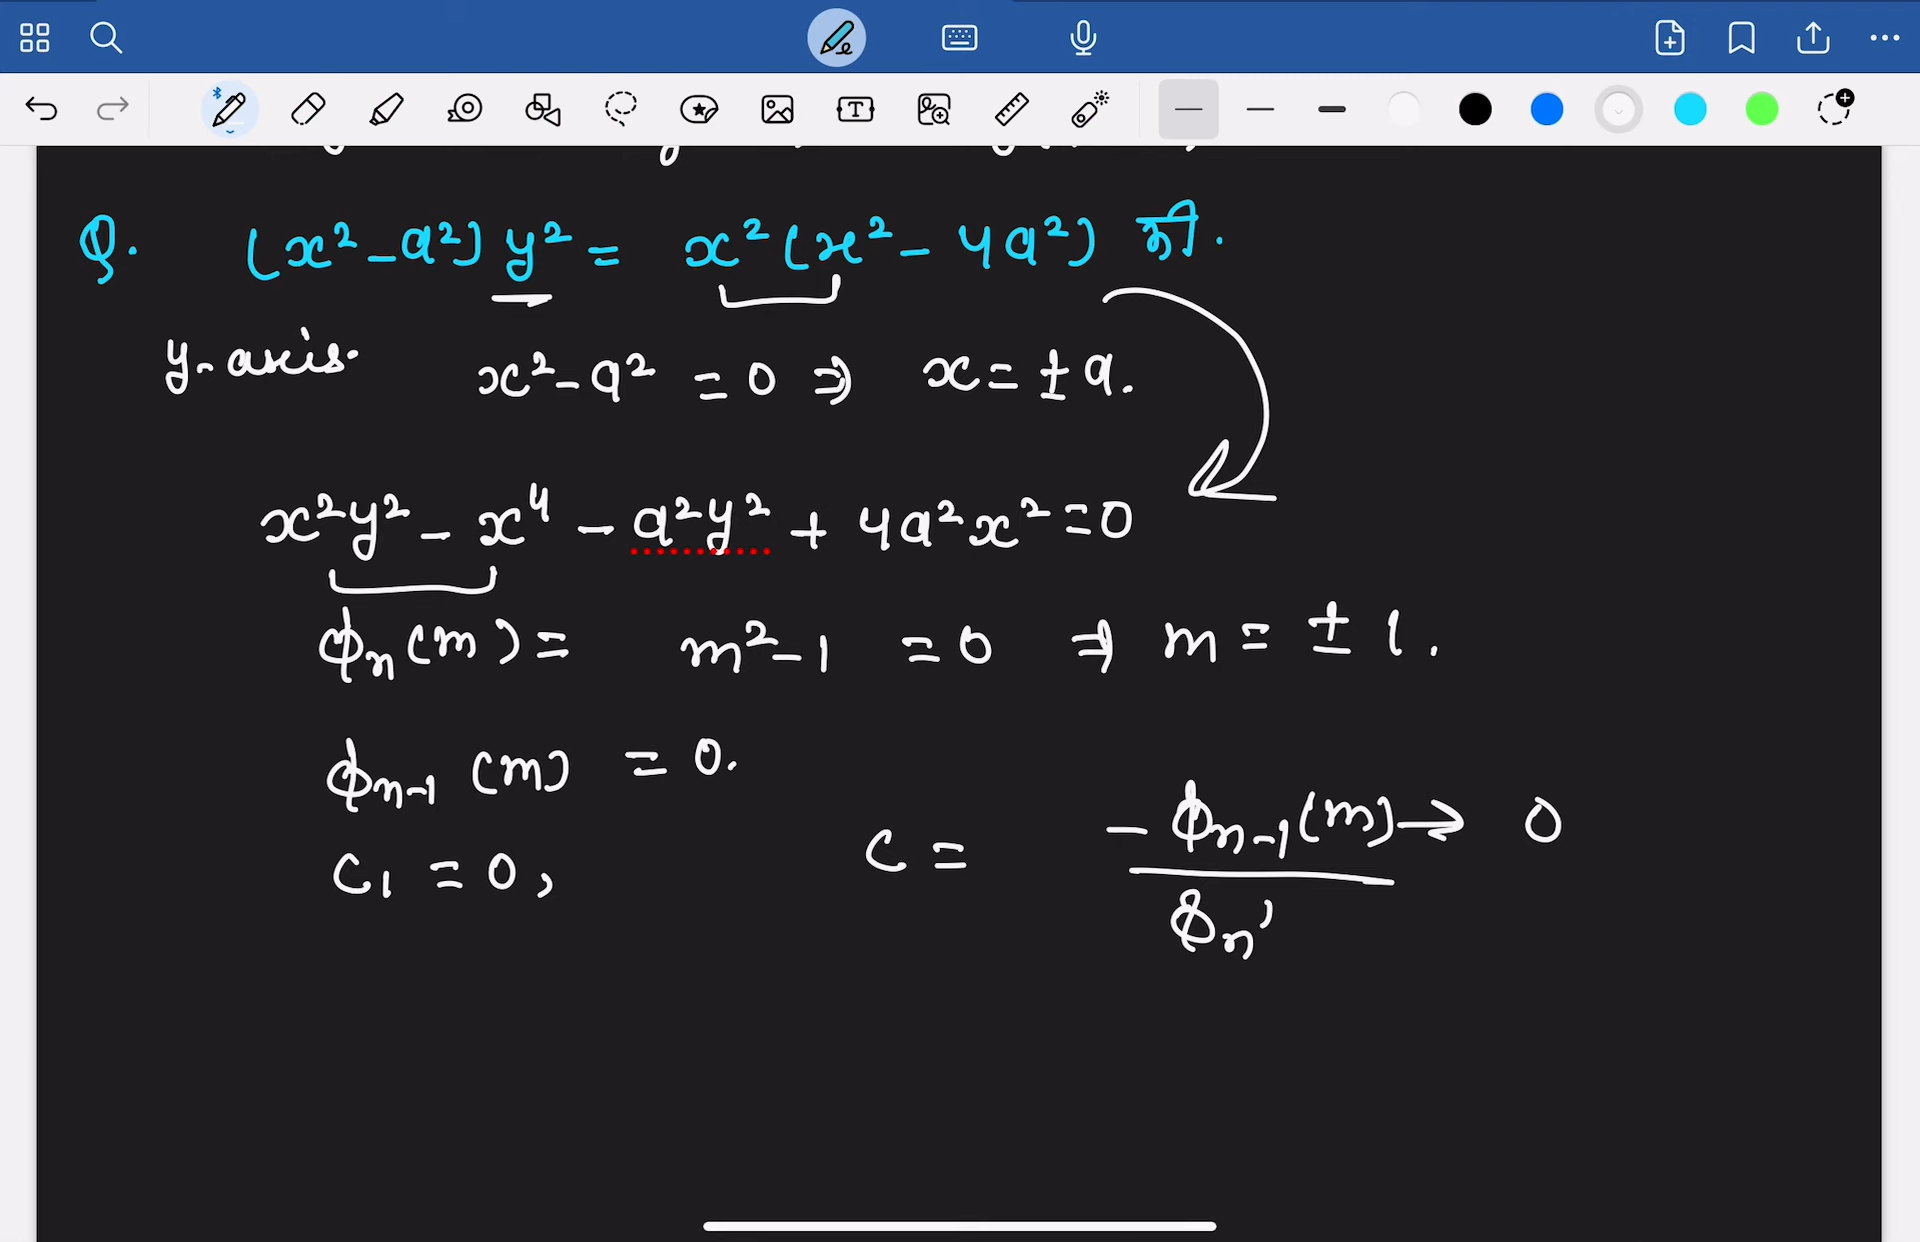 Q. (x²-a²) y² = x²(x²-4a²) की.
y-axis. x²-a² = 0 ⇒ x = ±a.
x²y² - x⁴ - a²y² + 4a²x² = 0
ϕn(m) = m²-1 = 0 ⇒ m = ±1.
ϕn-1 (m) = 0.
c = -ϕn-1(m) → 0
c₁ = 0,
ϕn'